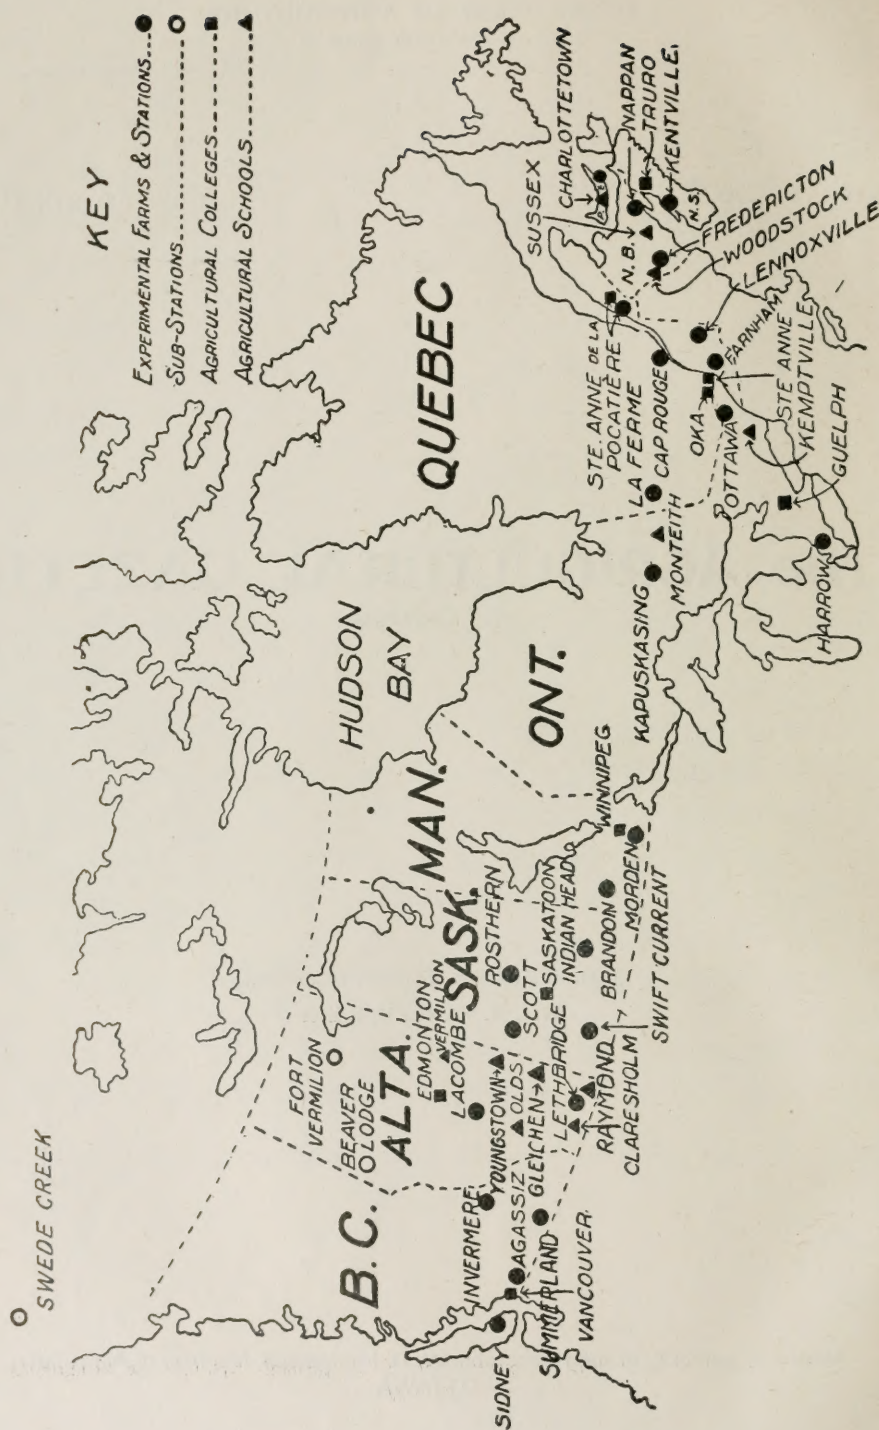 KEY
EXPERIMENTAL FARMS & STATIONS...
SUB-STATIONS
AGRICULTURAL COLLEGES
AGRICULTURAL SCHOOLS
SWEDE CREEK
B.C.
ALTA.
SASK.
MAN.
ONT.
QUEBEC
HUDSON
BAY
FORT
VERMILION
BEAVER
LODGE
EDMONTON
VERMILION
LACOMBE
INVERMERE
YOUNGSTOWN
AGASSIZ
OLDS
GLEICHEN
SIDNEY
SUMMERLAND
VANCOUVER
LETHBRIDGE
RAYMOND
CLARESHOLM
SCOTT
ROSTHERN
SASKATOON
INDIAN HEAD
SWIFT CURRENT
BRANDON
MORDEN
WINNIPEG
KAPUSKASING
MONTEITH
LA FERME
CAP ROUGE
STE. ANNE DE LA
POCATIÈRE
OKA
OTTAWA
FARNHAM
STE ANNE
KEMPTVILLE
GUELPH
HARROW
SUSSEX
CHARLOTTETOWN
N.B.
N.S.
NAPPAN
TRURO
KENTVILLE.
FREDERICTON
WOODSTOCK
LENNOXVILLE